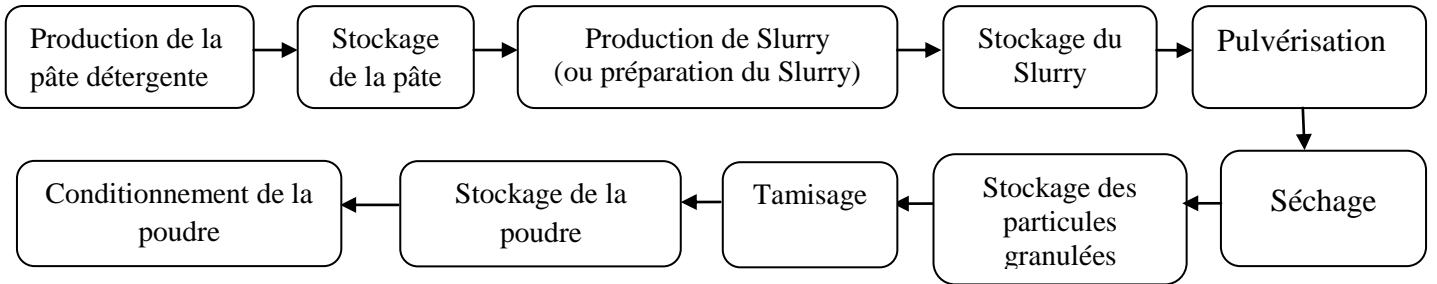 Production de la
pâte détergente
Stockage
de la pâte
Production de Slurry
(ou préparation du Slurry)
Stockage du
Slurry
Pulvérisation
Séchage
Stockage des
particules
granulées
Tamisage
Stockage de la
poudre
Conditionnement de la
poudre